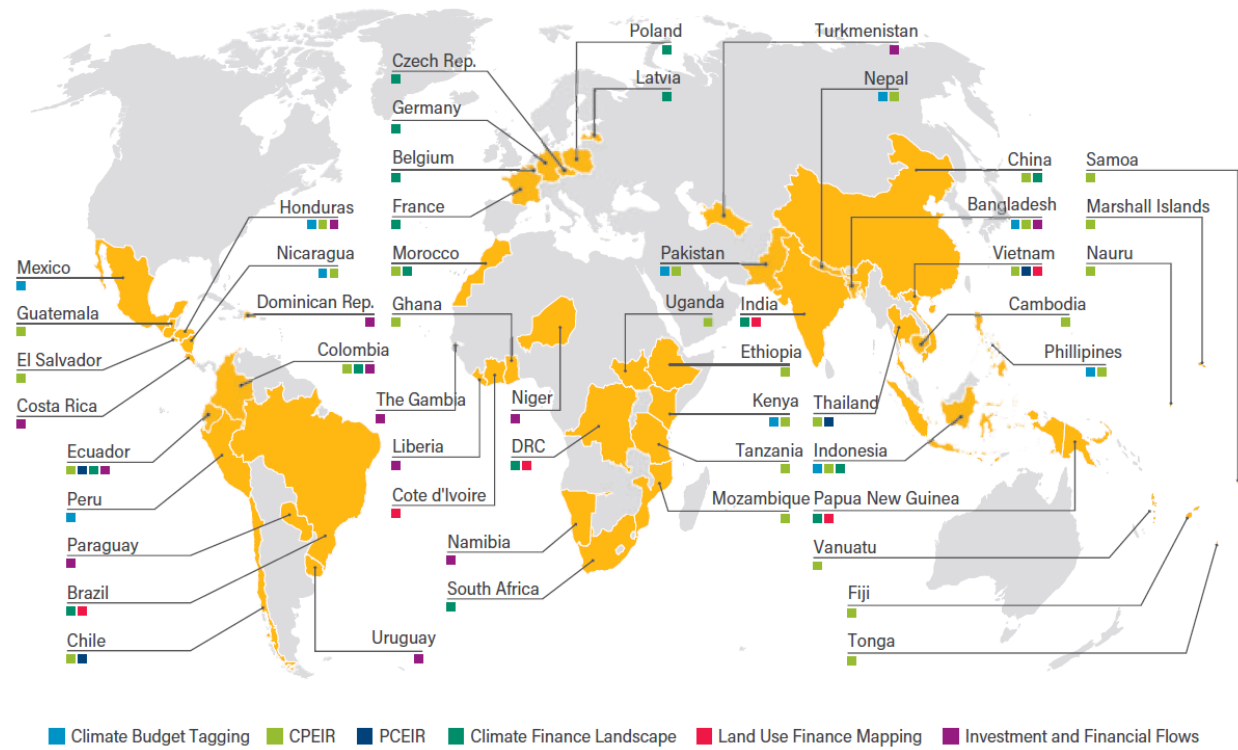 Poland
Turkmenistan
Czech Rep.
Latvia
Nepal
Germany
Belgium
China
Samoa
Honduras
France
Bangladesh
Marshall Islands
Nicaragua
Morocco
Pakistan
Vietnam
Nauru
Mexico
Dominican Rep.
Ghana
Uganda
India
Cambodia
Guatemala
El Salvador
Colombia
Ethiopia
Phillipines
Costa Rica
The Gambia
Niger
Kenya
Thailand
Ecuador
Liberia
DRC
Tanzania
Indonesia
Peru
Cote d'Ivoire
Mozambique
Papua New Guinea
Paraguay
Namibia
Vanuatu
Brazil
South Africa
Fiji
Chile
Uruguay
Tonga
Climate Budget Tagging CPEIR PCEIR Climate Finance Landscape Land Use Finance Mapping Investment and Financial Flows